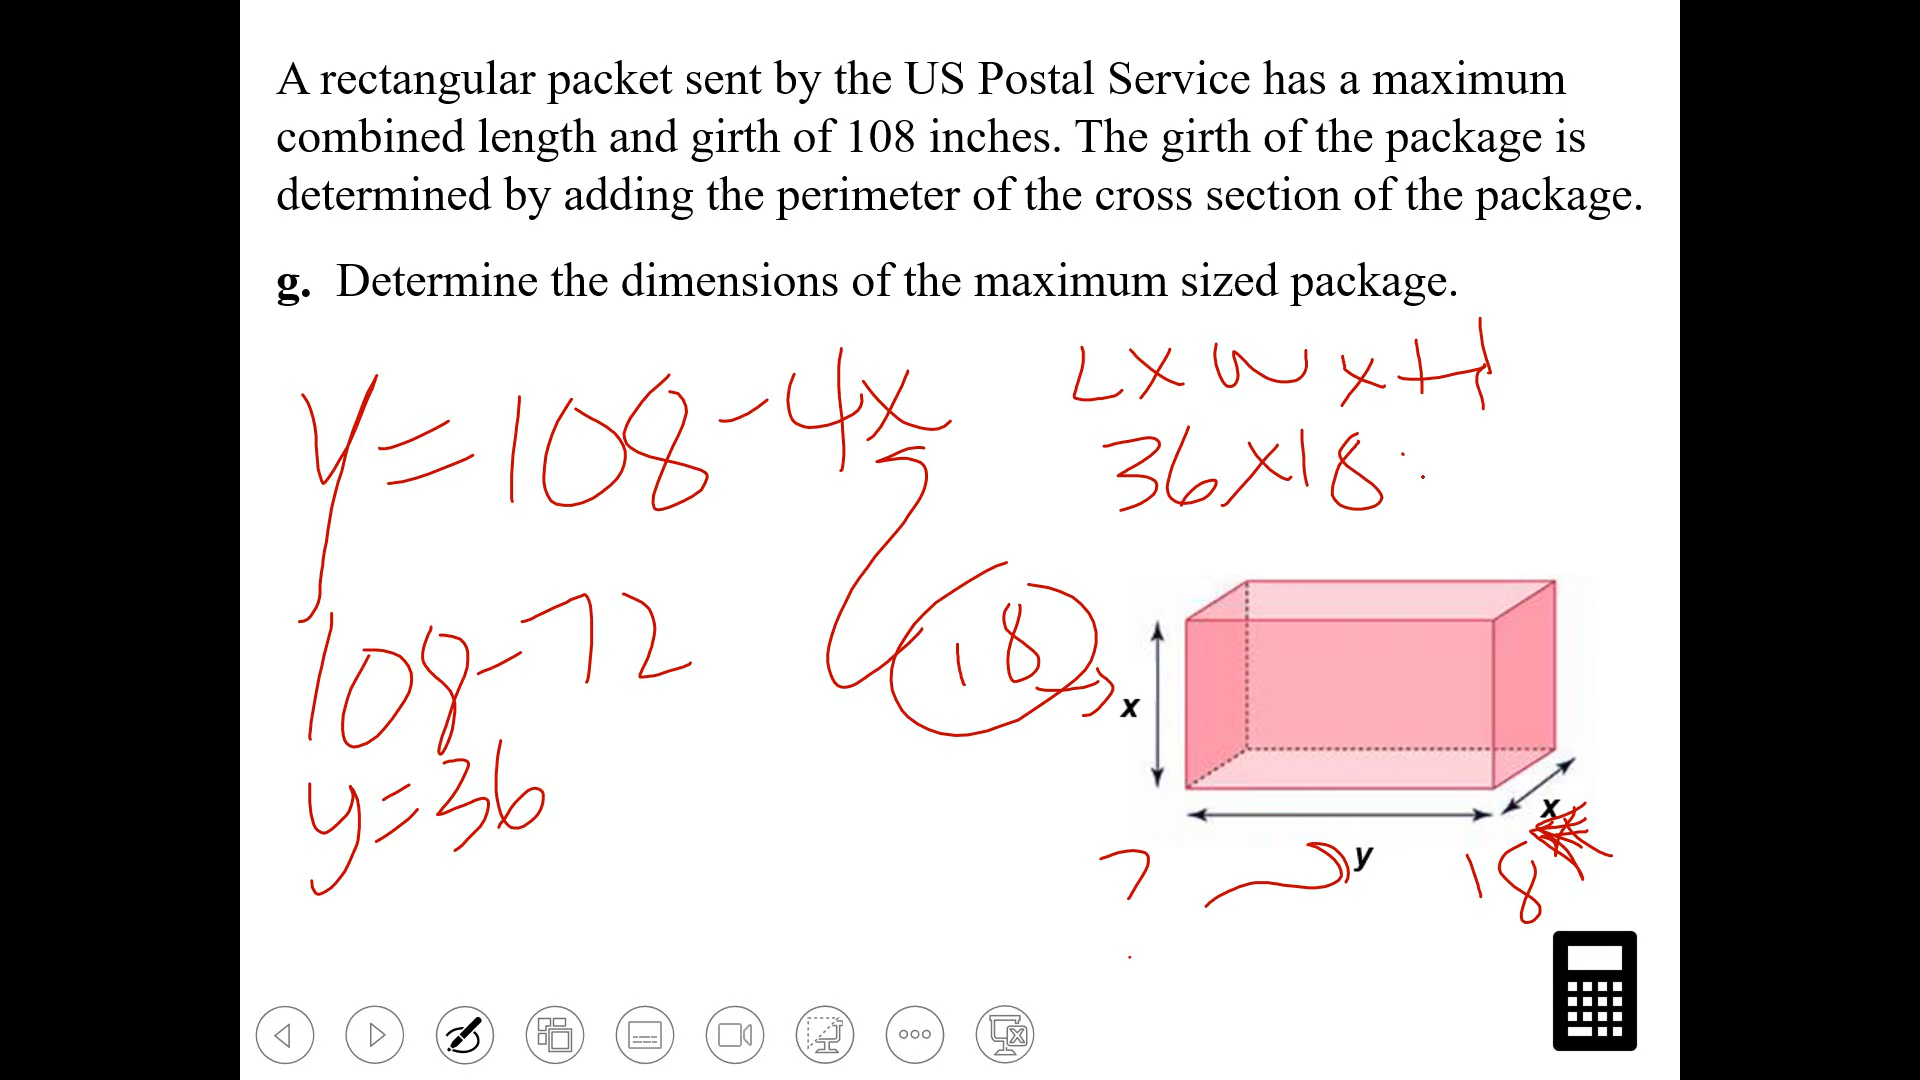 A rectangular packet sent by the US Postal Service has a maximum
combined length and girth of 108 inches. The girth of the package is
determined by adding the perimeter of the cross section of the package.
g. Determine the dimensions of the maximum sized package.
y = 108 - 4x
L x W x H
36 x 18
108 - 72
18
x
y = 36
x
y
?
18